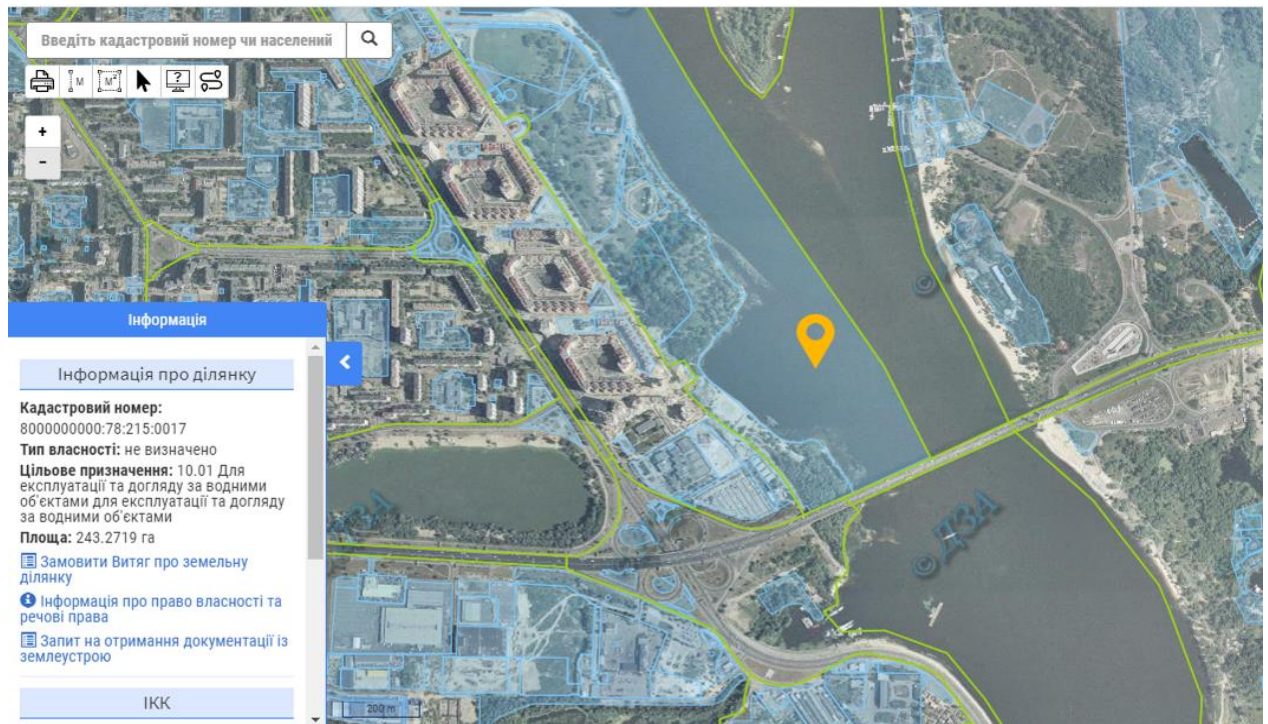 Введіть кадастровий номер чи населений
М
М²
?
+
-
Інформація
Інформація про ділянку
Кадастровий номер:
8000000000:78:215:0017
Тип власності: не визначено
Цільове призначення: 10.01 Для
експлуатації та догляду за водними
об'єктами для експлуатації та догляду
за водними об'єктами
Площа: 243.2719 га
Замовити Витяг про земельну
ділянку
Інформація про право власності та
речові права
Запит на отримання документації із
землеустрою
ІКК
200 m
© ДЗА